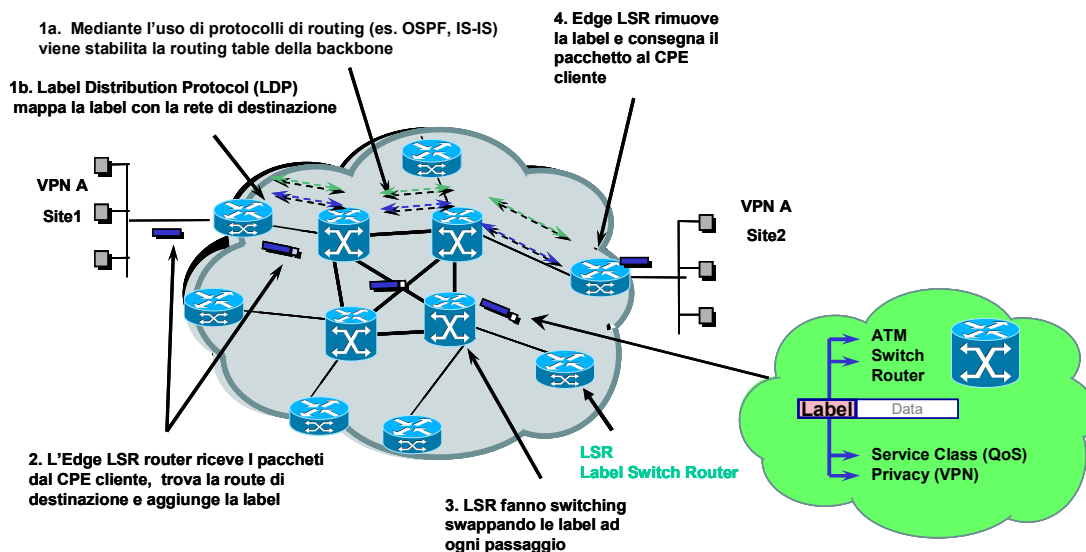 1a.  Mediante l'uso di protocolli di routing (es. OSPF, IS-IS)
viene stabilita la routing table della backbone
1b. Label Distribution Protocol (LDP)
mappa la label con la rete di destinazione
4. Edge LSR rimuove
la label e consegna il
pacchetto al CPE
cliente
VPN A
Site1
VPN A
Site2
2. L'Edge LSR router riceve I paccheti
dal CPE cliente,  trova la route di
destinazione e aggiunge la label
3. LSR fanno switching
swappando le label ad
ogni passaggio
LSR
Label Switch Router
ATM
Switch
Router
Label
Data
Service Class (QoS)
Privacy (VPN)